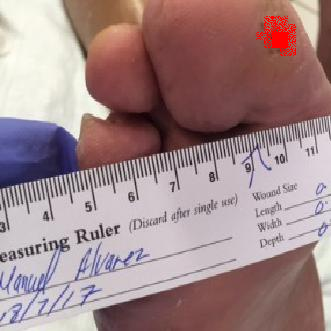 3 4 5 6 7 8 9 10 11
easuring Ruler (Discard after single use)
Manuel Alvarez
Wound Size
Length
Width
Depth